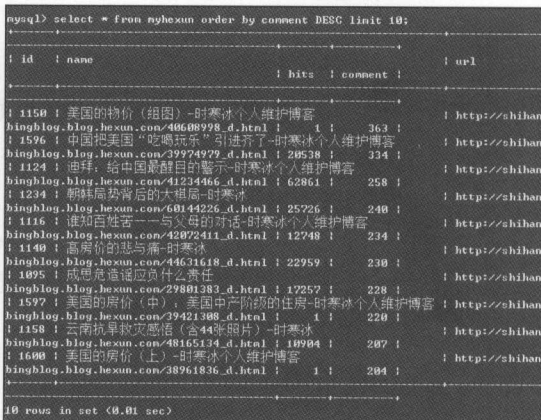 mysql> select * from myhexun order by comment DESC limit 10;
| id | name | url
| hits | comment |
| 1150 | 美国的物价（组图）-时寒冰个人维护博客 | http://shihan
bingblog.blog.hexun.com/40608998_d.html | 1 | 363 |
| 1596 | 中国把美国“吃喝玩乐”引进齐了-时寒冰个人维护博客 | http://shihan
bingblog.blog.hexun.com/39974979_d.html | 20538 | 334 |
| 1124 | 迪拜：给中国最醒目的警示-时寒冰个人维护博客 | http://shihan
bingblog.blog.hexun.com/41234466_d.html | 62861 | 258 |
| 1234 | 朝韩局势背后的大棋局-时寒冰 | http://shihan
bingblog.blog.hexun.com/60144226_d.html | 25726 | 240 |
| 1116 | 谁知百姓苦---与父母的对话-时寒冰个人维护博客 | http://shihan
bingblog.blog.hexun.com/42072411_d.html | 12748 | 234 |
| 1140 | 高房价的悲与痛-时寒冰 | http://shihan
bingblog.blog.hexun.com/44631618_d.html | 22959 | 230 |
| 1095 | 成思危造谣应负什么责任 | http://shihan
bingblog.blog.hexun.com/29801383_d.html | 17257 | 228 |
| 1597 | 美国的房价（中）：美国中产阶级的住房-时寒冰个人维护博客 | http://shihan
bingblog.blog.hexun.com/39421308_d.html | 1 | 220 |
| 1158 | 云南抗旱救灾感悟（含44张照片）-时寒冰 | http://shihan
bingblog.blog.hexun.com/48165134_d.html | 10904 | 207 |
| 1600 | 美国的房价（上）-时寒冰个人维护博客 | http://shihan
bingblog.blog.hexun.com/38961836_d.html | 1 | 204 |
10 rows in set (0.01 sec)